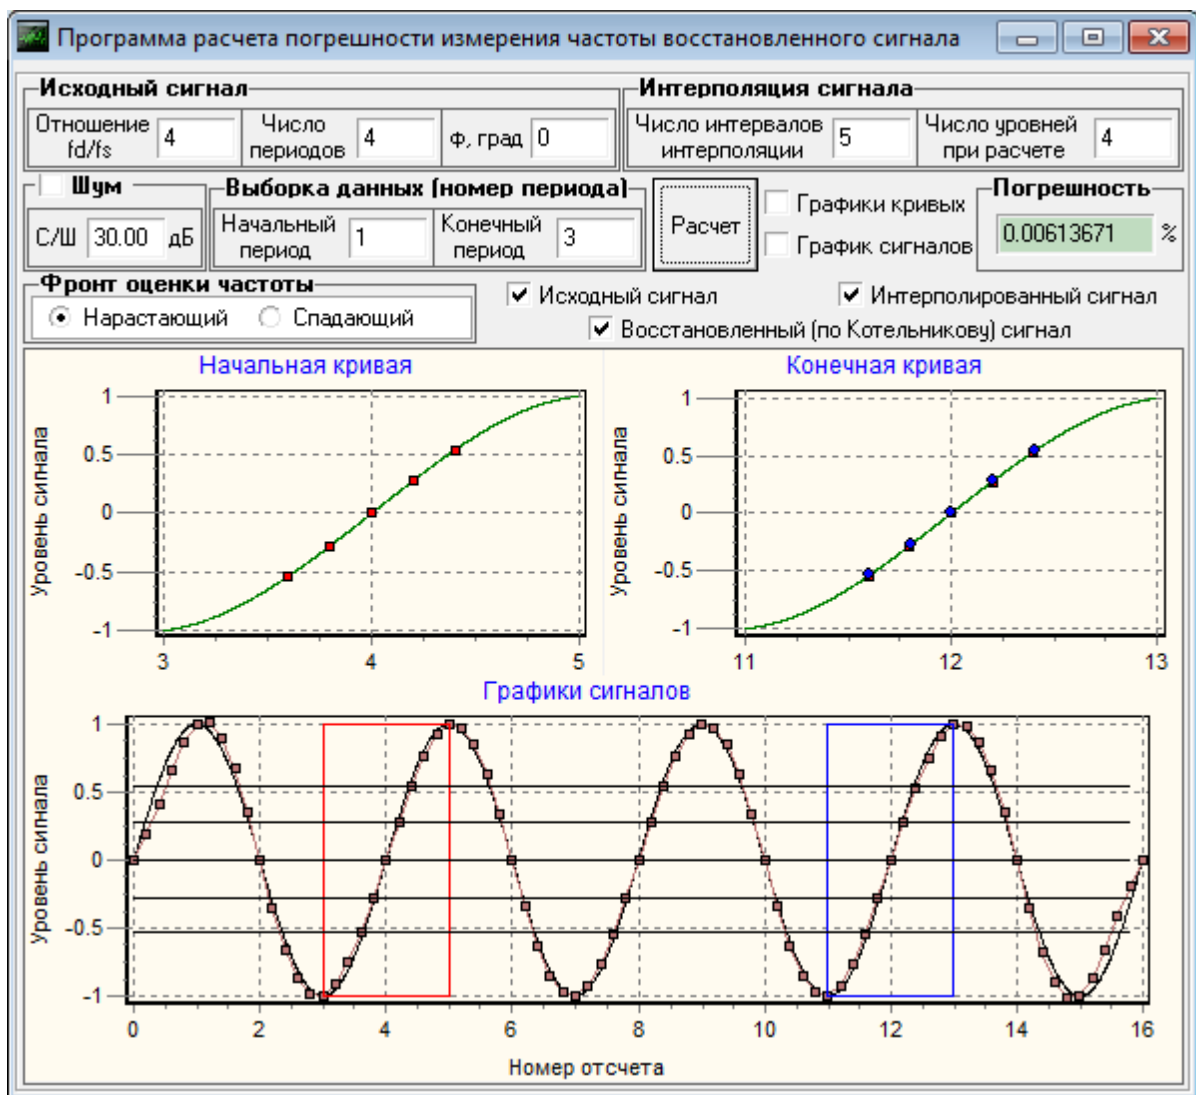 Программа расчета погрешности измерения частоты восстановленного сигнала
Исходный сигнал
Отношение fd/fs 4
Число периодов 4
Ф, град 0
Интерполяция сигнала
Число интервалов интерполяции 5
Число уровней при расчете 4
Шум
С/Ш 30.00 дБ
Выборка данных (номер периода)
Начальный период 1
Конечный период 3
Расчет
Графики кривых
График сигналов
Погрешность
0.00613671 %
Фронт оценки частоты
Нарастающий Спадающий
Исходный сигнал
Интерполированный сигнал
Восстановленный (по Котельникову) сигнал
Начальная кривая
Уровень сигнала
1
0.5
0
-0.5
-1
3 4 5
Конечная кривая
Уровень сигнала
1
0.5
0
-0.5
-1
11 12 13
Графики сигналов
Уровень сигнала
1
0.5
0
-0.5
-1
0 2 4 6 8 10 12 14 16
Номер отсчета